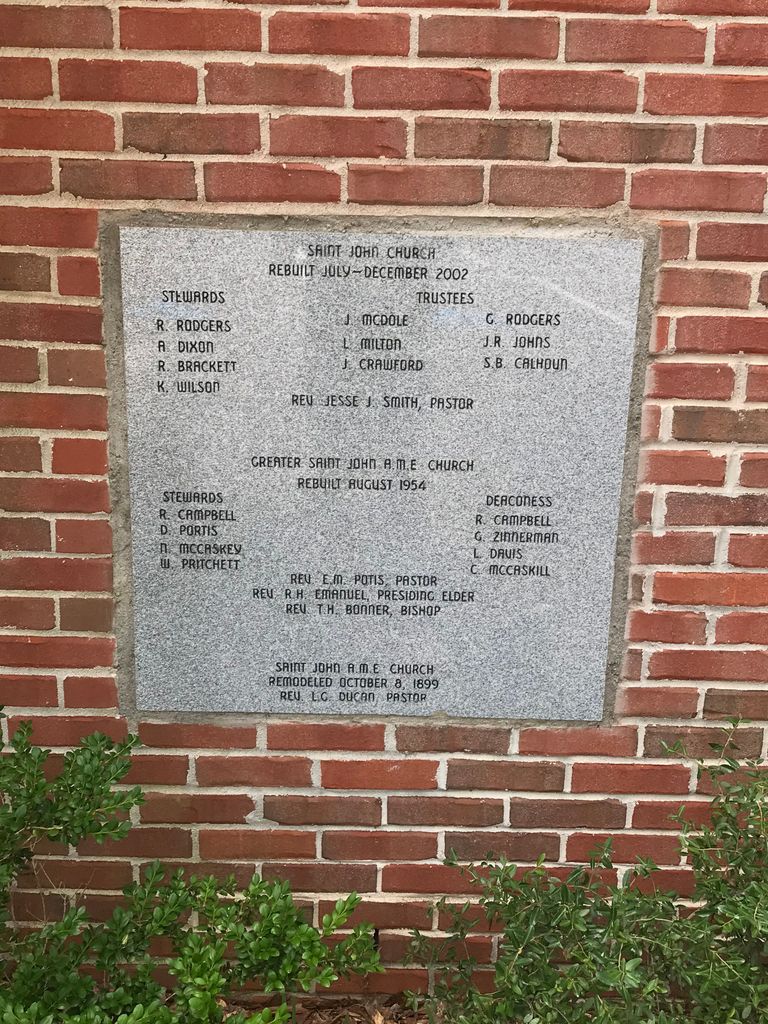 SAINT JOHN CHURCH
REBUILT JULY-DECEMBER 2002
STEWARDS TRUSTEES
R. RODGERS J. MCDOLE G. RODGERS
A. DIXON L. MILTON J.R. JOHNS
R. BRACKETT J. CRAWFORD S.B. CALHOUN
K. WILSON
REV. JESSE J. SMITH, PASTOR
GREATER SAINT JOHN A.M.E. CHURCH
REBUILT AUGUST 1954
STEWARDS DEACONESS
R. CAMPBELL R. CAMPBELL
D. PORTIS G. ZINNERMAN
N. MCCASKEY L. DAVIS
W. PRITCHETT C. MCCASKILL
REV. E.M. POTIS, PASTOR
REV. R.H. EMANUEL, PRESIDING ELDER
REV. T.H. BONNER, BISHOP
SAINT JOHN A.M.E. CHURCH
REMODELED OCTOBER 8, 1899
REV. L.G. DUCAN, PASTOR